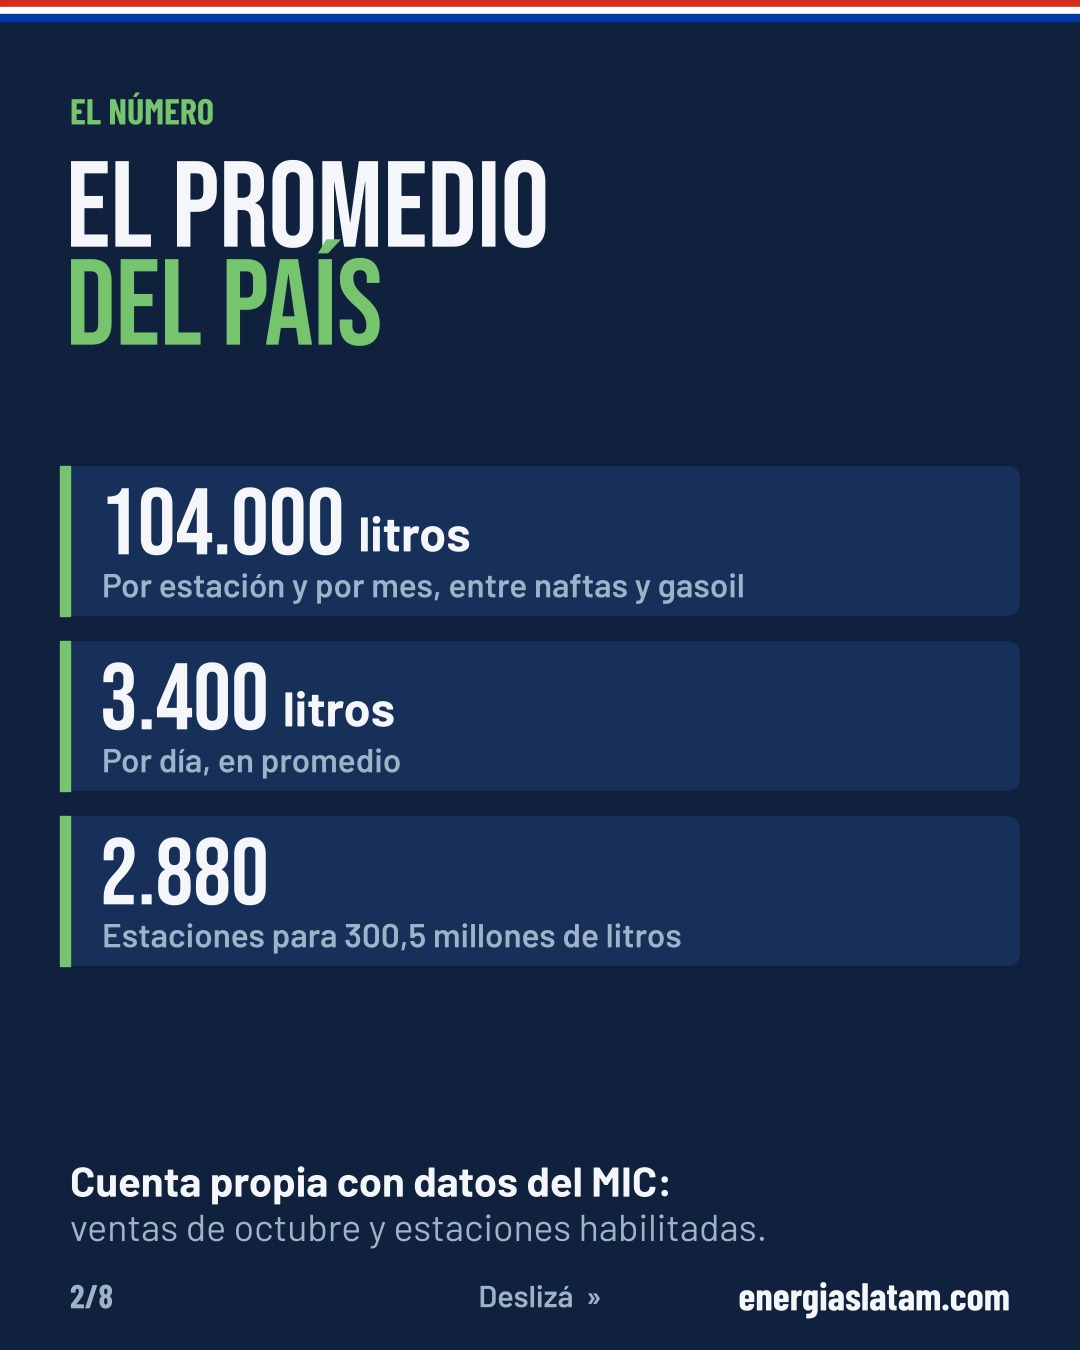 EL NÚMERO
EL PROMEDIO
DEL PAÍS
104.000 litros
Por estación y por mes, entre naftas y gasoil
3.400 litros
Por día, en promedio
2.880
Estaciones para 300,5 millones de litros
Cuenta propia con datos del MIC:
ventas de octubre y estaciones habilitadas.
2/8 Deslizá » energiaslatam.com